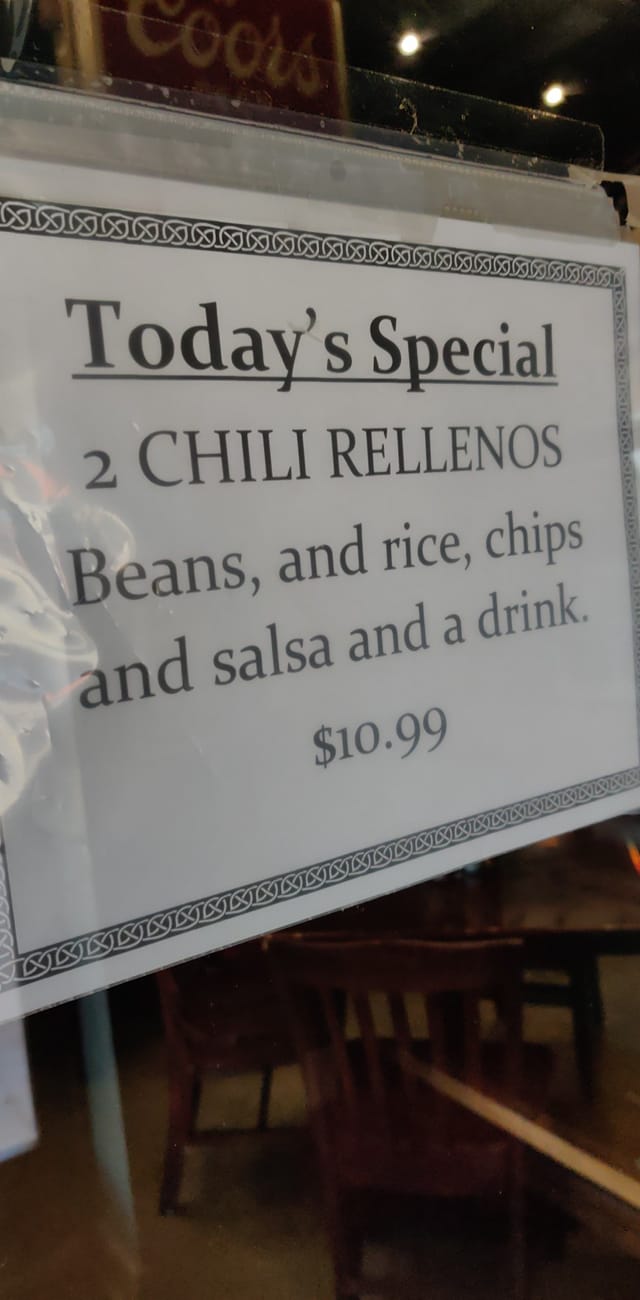 Coors
Today's Special
2 CHILI RELLENOS
Beans, and rice, chips
and salsa and a drink.
$10.99